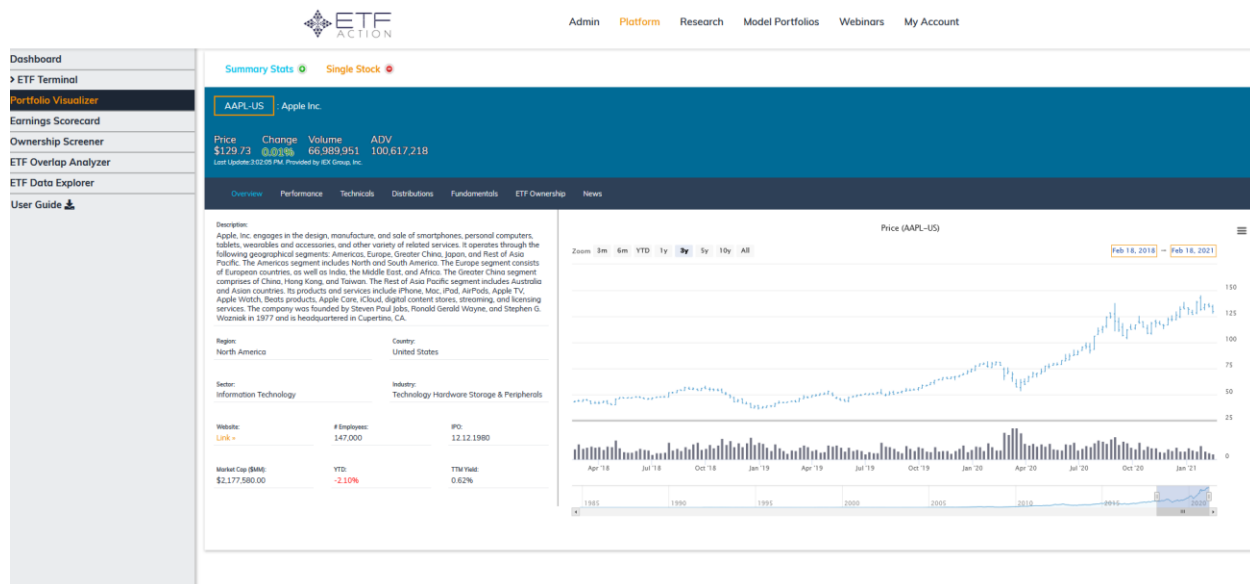 ETF
ACTION
Admin Platform Research Model Portfolios Webinars My Account
Dashboard
> ETF Terminal
Portfolio Visualizer
Earnings Scorecard
Ownership Screener
ETF Overlap Analyzer
ETF Data Explorer
User Guide
Summary Stats Single Stock
AAPL-US : Apple Inc.
Price Change Volume ADV
$129.73 0.01% 66,989,951 100,617,218
Last Update:3:02:05 PM. Provided by IEX Group, Inc.
Overview Performance Technicals Distributions Fundamentals ETF Ownership News
Description:
Apple, Inc. engages in the design, manufacture, and sale of smartphones, personal computers,
tablets, wearables and accessories, and other variety of related services. It operates through the
following geographical segments: Americas, Europe, Greater China, Japan, and Rest of Asia
Pacific. The Americas segment includes North and South America. The Europe segment consists
of European countries, as well as India, the Middle East, and Africa. The Greater China segment
comprises of China, Hong Kong, and Taiwan. The Rest of Asia Pacific segment includes Australia
and Asian countries. Its products and services include iPhone, Mac, iPad, AirPods, Apple TV,
Apple Watch, Beats products, Apple Care, iCloud, digital content stores, streaming, and licensing
services. The company was founded by Steven Paul Jobs, Ronald Gerald Wayne, and Stephen G.
Wozniak in 1977 and is headquartered in Cupertino, CA.
Region: Country:
North America United States
Sector: Industry:
Information Technology Technology Hardware Storage & Peripherals
Website: # Employees: IPO:
Link » 147,000 12.12.1980
Market Cap ($MM): YTD: TTM Yield:
$2,177,580.00 -2.10% 0.62%
Price (AAPL-US)
Zoom 3m 6m YTD 1y 3y 5y 10y All
Feb 18, 2018 → Feb 18, 2021
150
125
100
75
50
25
0
Apr '18 Jul '18 Oct '18 Jan '19 Apr '19 Jul '19 Oct '19 Jan '20 Apr '20 Jul '20 Oct '20 Jan '21
1985 1990 1995 2000 2005 2010 2015 2020